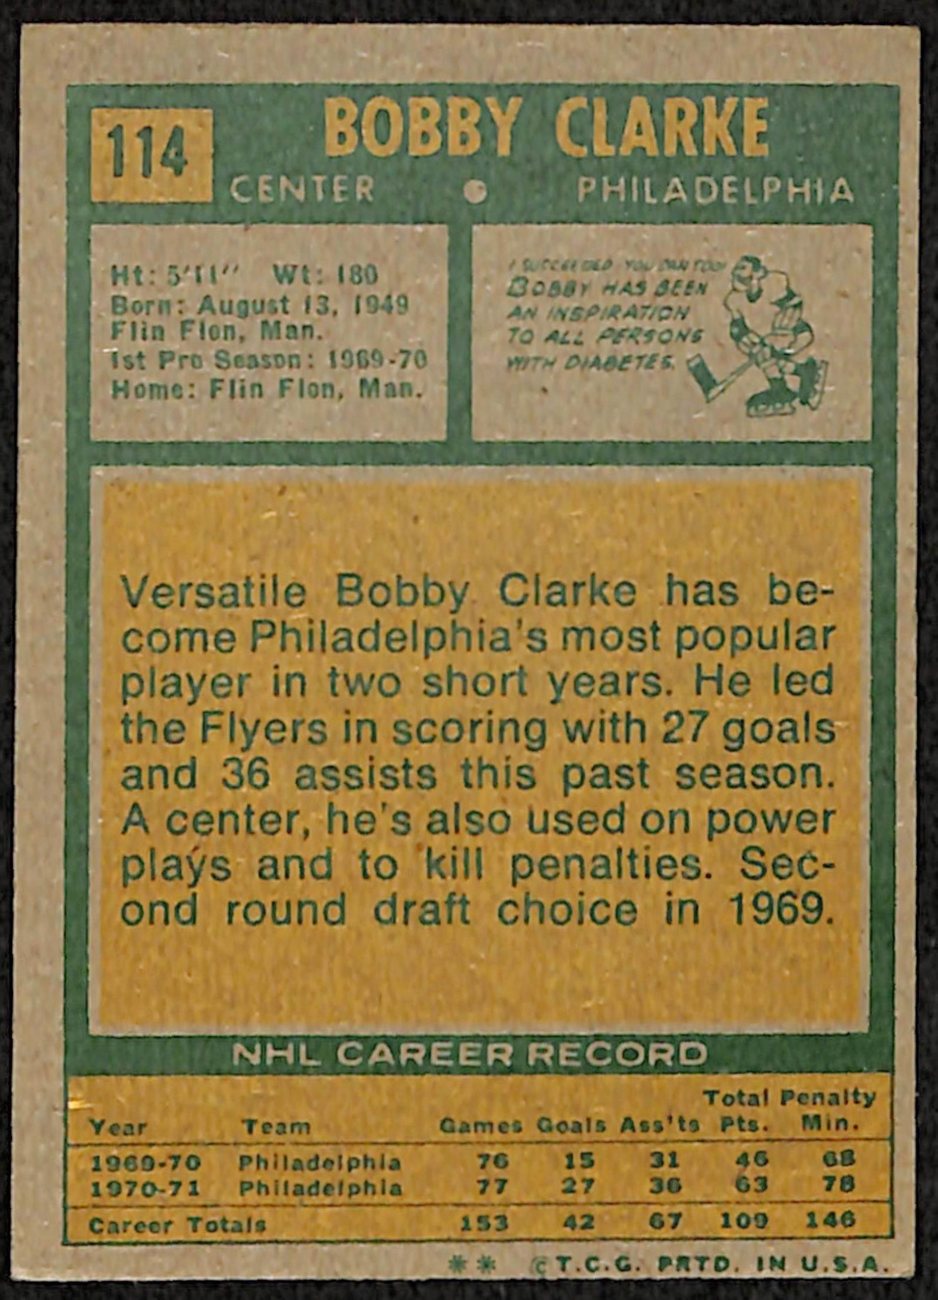 114
BOBBY CLARKE
CENTER • PHILADELPHIA
Ht: 5'11'' Wt: 180
Born: August 13, 1949
Flin Flon, Man.
1st Pro Season: 1969-70
Home: Flin Flon, Man.
I SUCCEEDED, YOU CAN TOO!
BOBBY HAS BEEN
AN INSPIRATION
TO ALL PERSONS
WITH DIABETES.
Versatile Bobby Clarke has be-
come Philadelphia's most popular
player in two short years. He led
the Flyers in scoring with 27 goals
and 36 assists this past season.
A center, he's also used on power
plays and to kill penalties. Sec-
ond round draft choice in 1969.
NHL CAREER RECORD
Year Team Games Goals Ass'ts Total Pts. Penalty Min.
1969-70 Philadelphia 76 15 31 46 68
1970-71 Philadelphia 77 27 36 63 78
Career Totals 153 42 67 109 146
** © T.C.G. PRTD. IN U.S.A.